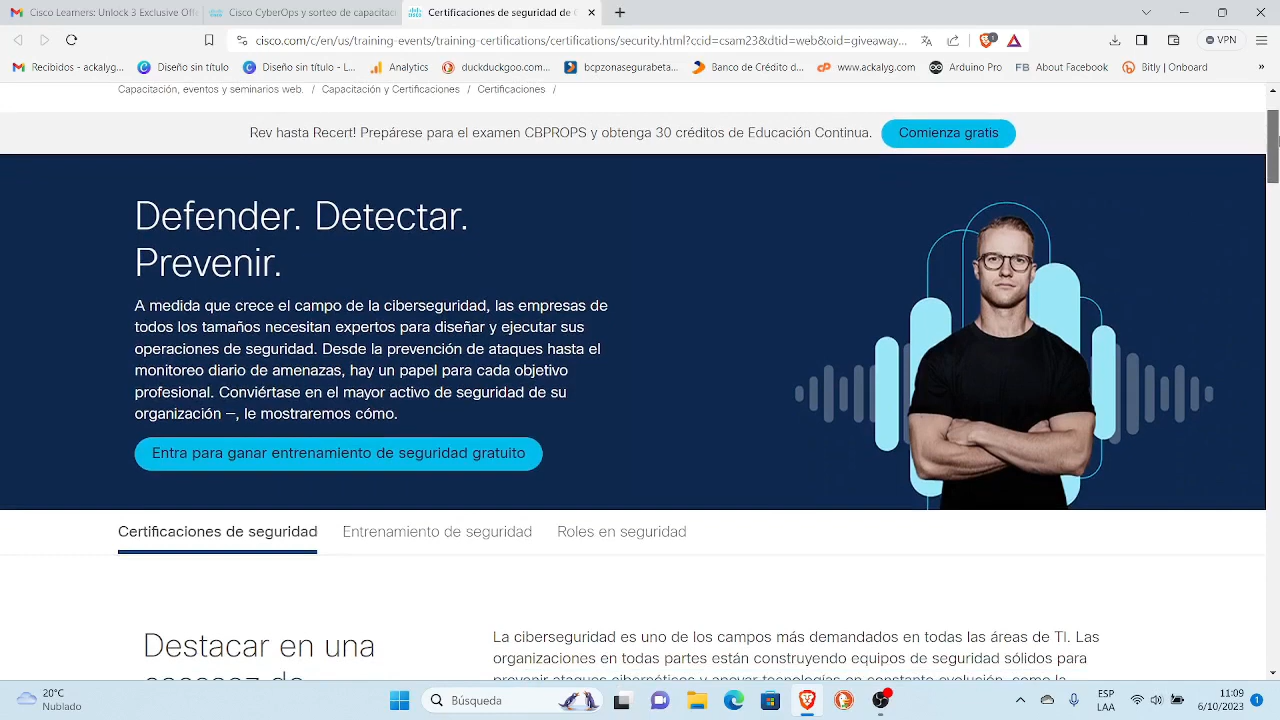 Cisco Learners: Unlock 3 Exclusive Off
Cisco CyberOps y sorteo de capacitac
Certificaciones de seguridad de
cisco.com/c/en/us/training-events/training-certifications/certifications/security.html?ccid=sam23&dtid=web&oid=giveaway...
VPN
Recibidos - ackalyg...
Diseño sin título
Diseño sin título - L...
Analytics
duckduckgoo.com...
bcpzonasegurabeta...
Banco de Crédito d...
www.ackalyg.com
Arduino Pro
About Facebook
Bitly | Onboard
Capacitación, eventos y seminarios web. / Capacitación y Certificaciones / Certificaciones /
Rev hasta Recert! Prepárese para el examen CBPROPS y obtenga 30 créditos de Educación Continua.
Comienza gratis
Defender. Detectar.
Prevenir.
A medida que crece el campo de la ciberseguridad, las empresas de
todos los tamaños necesitan expertos para diseñar y ejecutar sus
operaciones de seguridad. Desde la prevención de ataques hasta el
monitoreo diario de amenazas, hay un papel para cada objetivo
profesional. Conviértase en el mayor activo de seguridad de su
organización —, le mostraremos cómo.
Entra para ganar entrenamiento de seguridad gratuito
Certificaciones de seguridad
Entrenamiento de seguridad
Roles en seguridad
Destacar en una
La ciberseguridad es uno de los campos más demandados en todas las áreas de TI. Las
organizaciones en todas partes están construyendo equipos de seguridad sólidos para
20°C
Nublado
Búsqueda
ESP
LAA
11:09
6/10/2023